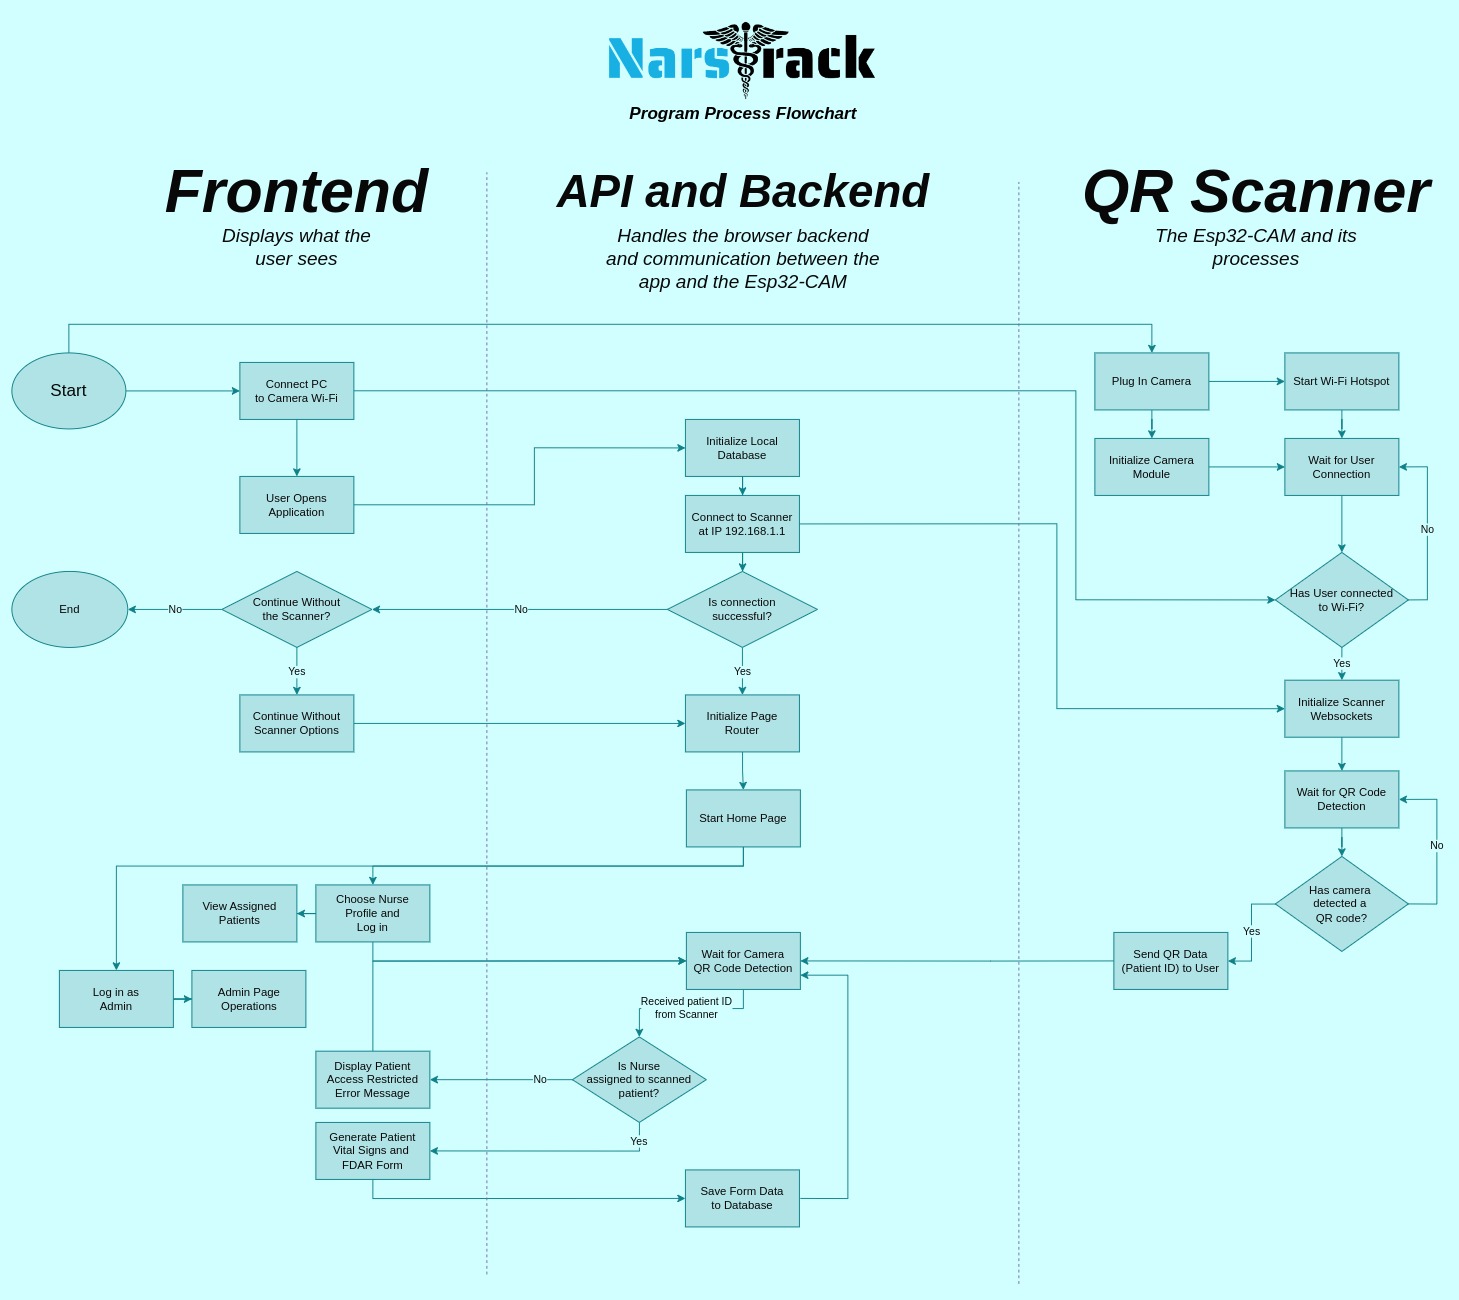 Nars rack
Program Process Flowchart
Frontend
Displays what the
user sees
API and Backend
Handles the browser backend
and communication between the
app and the Esp32-CAM
QR Scanner
The Esp32-CAM and its
processes
Start
Connect PC
to Camera Wi-Fi
User Opens
Application
Initialize Local
Database
Connect to Scanner
at IP 192.168.1.1
Plug In Camera
Start Wi-Fi Hotspot
Initialize Camera
Module
Wait for User
Connection
No
Has User connected
to Wi-Fi?
Yes
End
No
Continue Without
the Scanner?
No
Is connection
successful?
Yes
Yes
Continue Without
Scanner Options
Initialize Page
Router
Initialize Scanner
Websockets
Start Home Page
Wait for QR Code
Detection
No
Has camera
detected a
QR code?
Yes
View Assigned
Patients
Choose Nurse
Profile and
Log in
Wait for Camera
QR Code Detection
Send QR Data
(Patient ID) to User
Log in as
Admin
Admin Page
Operations
Received patient ID
from Scanner
Display Patient
Access Restricted
Error Message
No
Is Nurse
assigned to scanned
patient?
Yes
Generate Patient
Vital Signs and
FDAR Form
Save Form Data
to Database